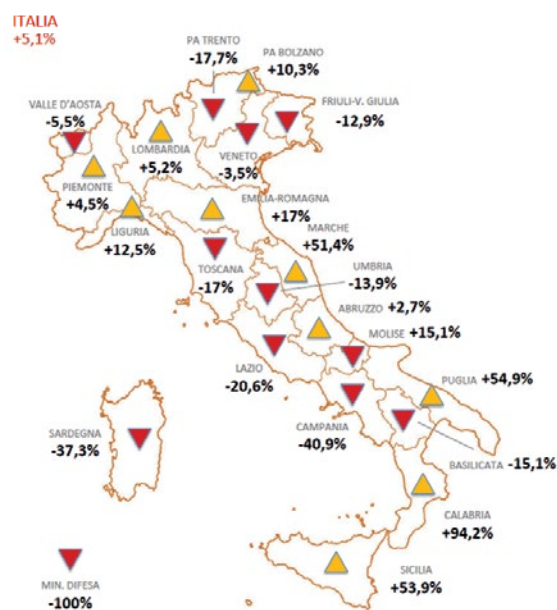 ITALIA
+5,1%
PA TRENTO
-17,7%
PA BOLZANO
+10,3%
VALLE D'AOSTA
-5,5%
FRIULI-V. GIULIA
-12,9%
LOMBARDIA
+5,2%
VENETO
-3,5%
PIEMONTE
+4,5%
EMILIA-ROMAGNA
+17%
LIGURIA
+12,5%
MARCHE
+51,4%
TOSCANA
-17%
UMBRIA
-13,9%
ABRUZZO +2,7%
MOLISE +15,1%
LAZIO
-20,6%
PUGLIA +54,9%
CAMPANIA
-40,9%
BASILICATA -15,1%
SARDEGNA
-37,3%
CALABRIA
+94,2%
MIN. DIFESA
-100%
SICILIA
+53,9%